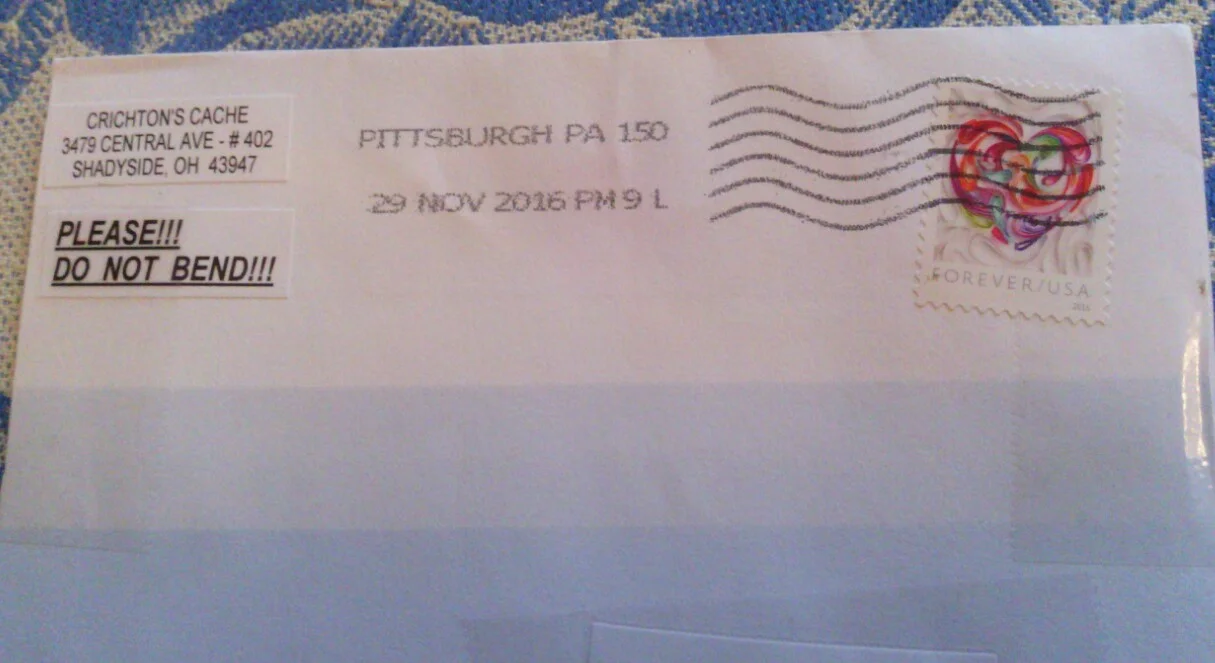 CRICHTON'S CACHE
3479 CENTRAL AVE - # 402
SHADYSIDE, OH 43947
PLEASE!!!
DO NOT BEND!!!
PITTSBURGH PA 150
29 NOV 2016 PM 9 L
FOREVER/USA
2016